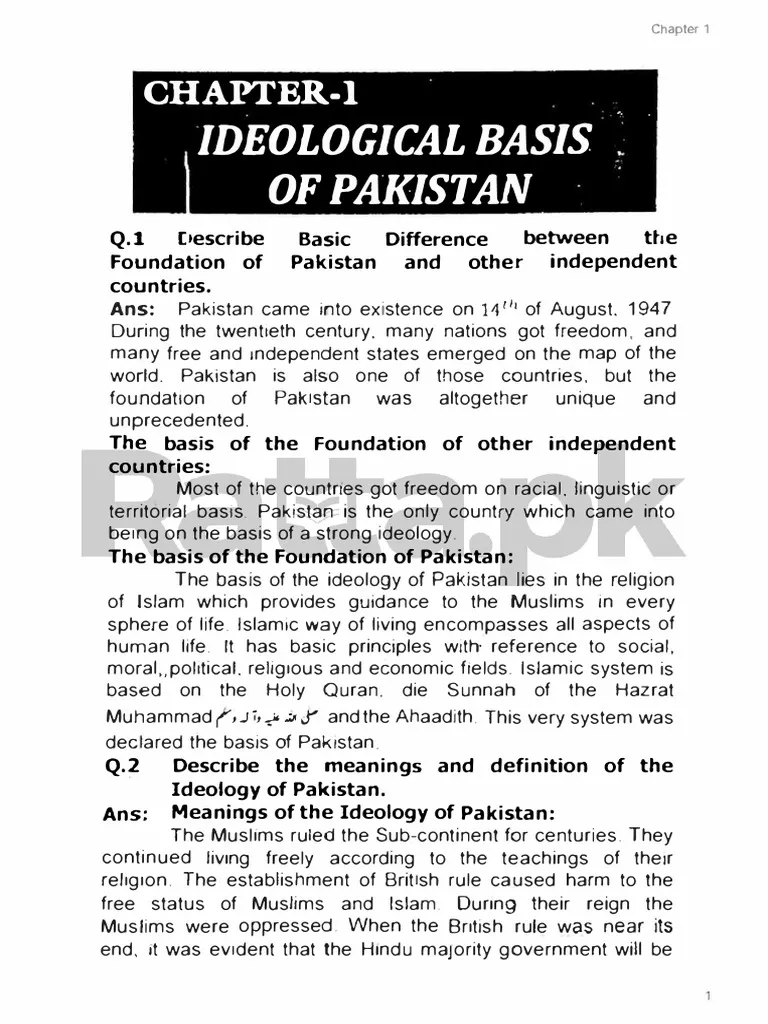 Chapter 1
CHAPTER-1
IDEOLOGICAL BASIS
OF PAKISTAN
Q.1 Describe Basic Difference between the
Foundation of Pakistan and other independent
countries.
Ans: Pakistan came into existence on 14th of August, 1947
During the twentieth century, many nations got freedom, and
many free and independent states emerged on the map of the
world. Pakistan is also one of those countries, but the
foundation of Pakistan was altogether unique and
unprecedented.
The basis of the Foundation of other independent
countries:
Most of the countries got freedom on racial, linguistic or
territorial basis. Pakistan is the only country which came into
being on the basis of a strong ideology.
Ratta.pk
The basis of the Foundation of Pakistan:
The basis of the ideology of Pakistan lies in the religion
of Islam which provides guidance to the Muslims in every
sphere of life. Islamic way of living encompasses all aspects of
human life. It has basic principles with reference to social,
moral,,political, religious and economic fields. Islamic system is
based on the Holy Quran, die Sunnah of the Hazrat
Muhammad صلی اللہ علیہ وآلہ وسلم and the Ahaadith. This very system was
declared the basis of Pakistan.
Q.2 Describe the meanings and definition of the
Ideology of Pakistan.
Ans: Meanings of the Ideology of Pakistan:
The Muslims ruled the Sub-continent for centuries. They
continued living freely according to the teachings of their
religion. The establishment of British rule caused harm to the
free status of Muslims and Islam. During their reign the
Muslims were oppressed. When the British rule was near its
end, it was evident that the Hindu majority government will be
1